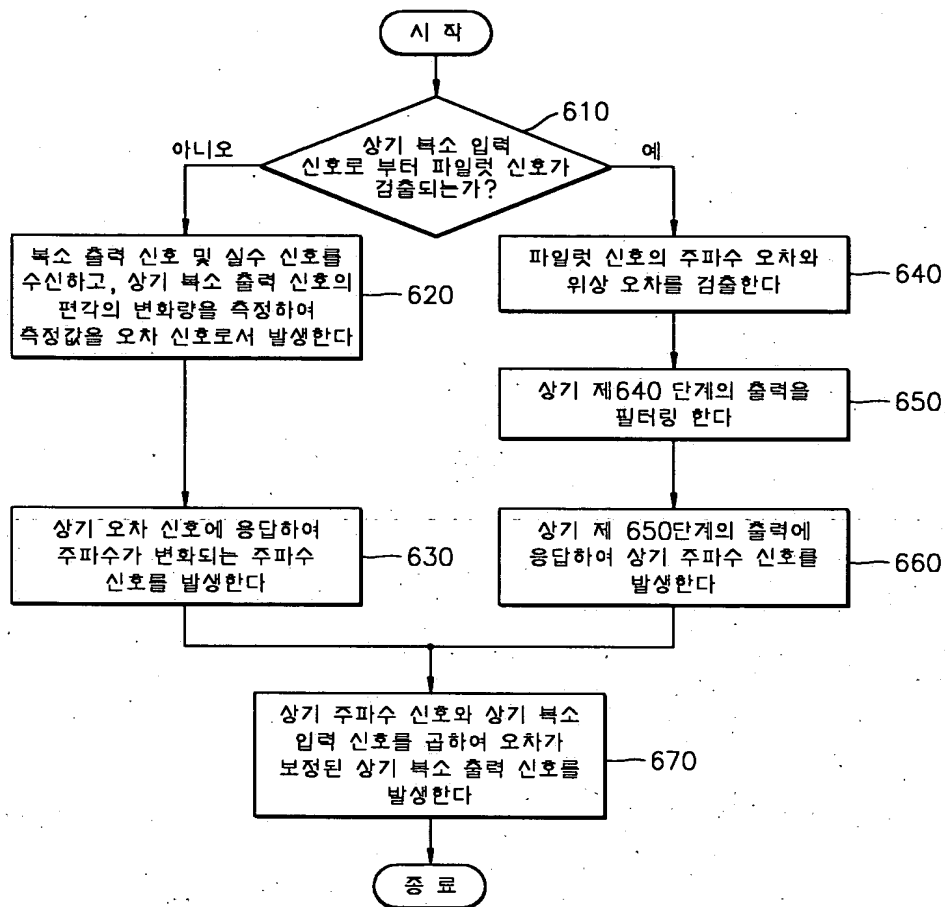 시 작
610
상기 복소 입력
신호로 부터 파일럿 신호가
검출되는가?
아니오
예
복소 출력 신호 및 실수 신호를
수신하고, 상기 복소 출력 신호의
편각의 변화량을 측정하여
측정값을 오차 신호로서 발생한다
620
파일럿 신호의 주파수 오차와
위상 오차를 검출한다
640
상기 제640 단계의 출력을
필터링 한다
650
상기 오차 신호에 응답하여
주파수가 변화되는 주파수
신호를 발생한다
630
상기 제 650단계의 출력에
응답하여 상기 주파수 신호를
발생한다
660
상기 주파수 신호와 상기 복소
입력 신호를 곱하여 오차가
보정된 상기 복소 출력 신호를
발생한다
670
종 료